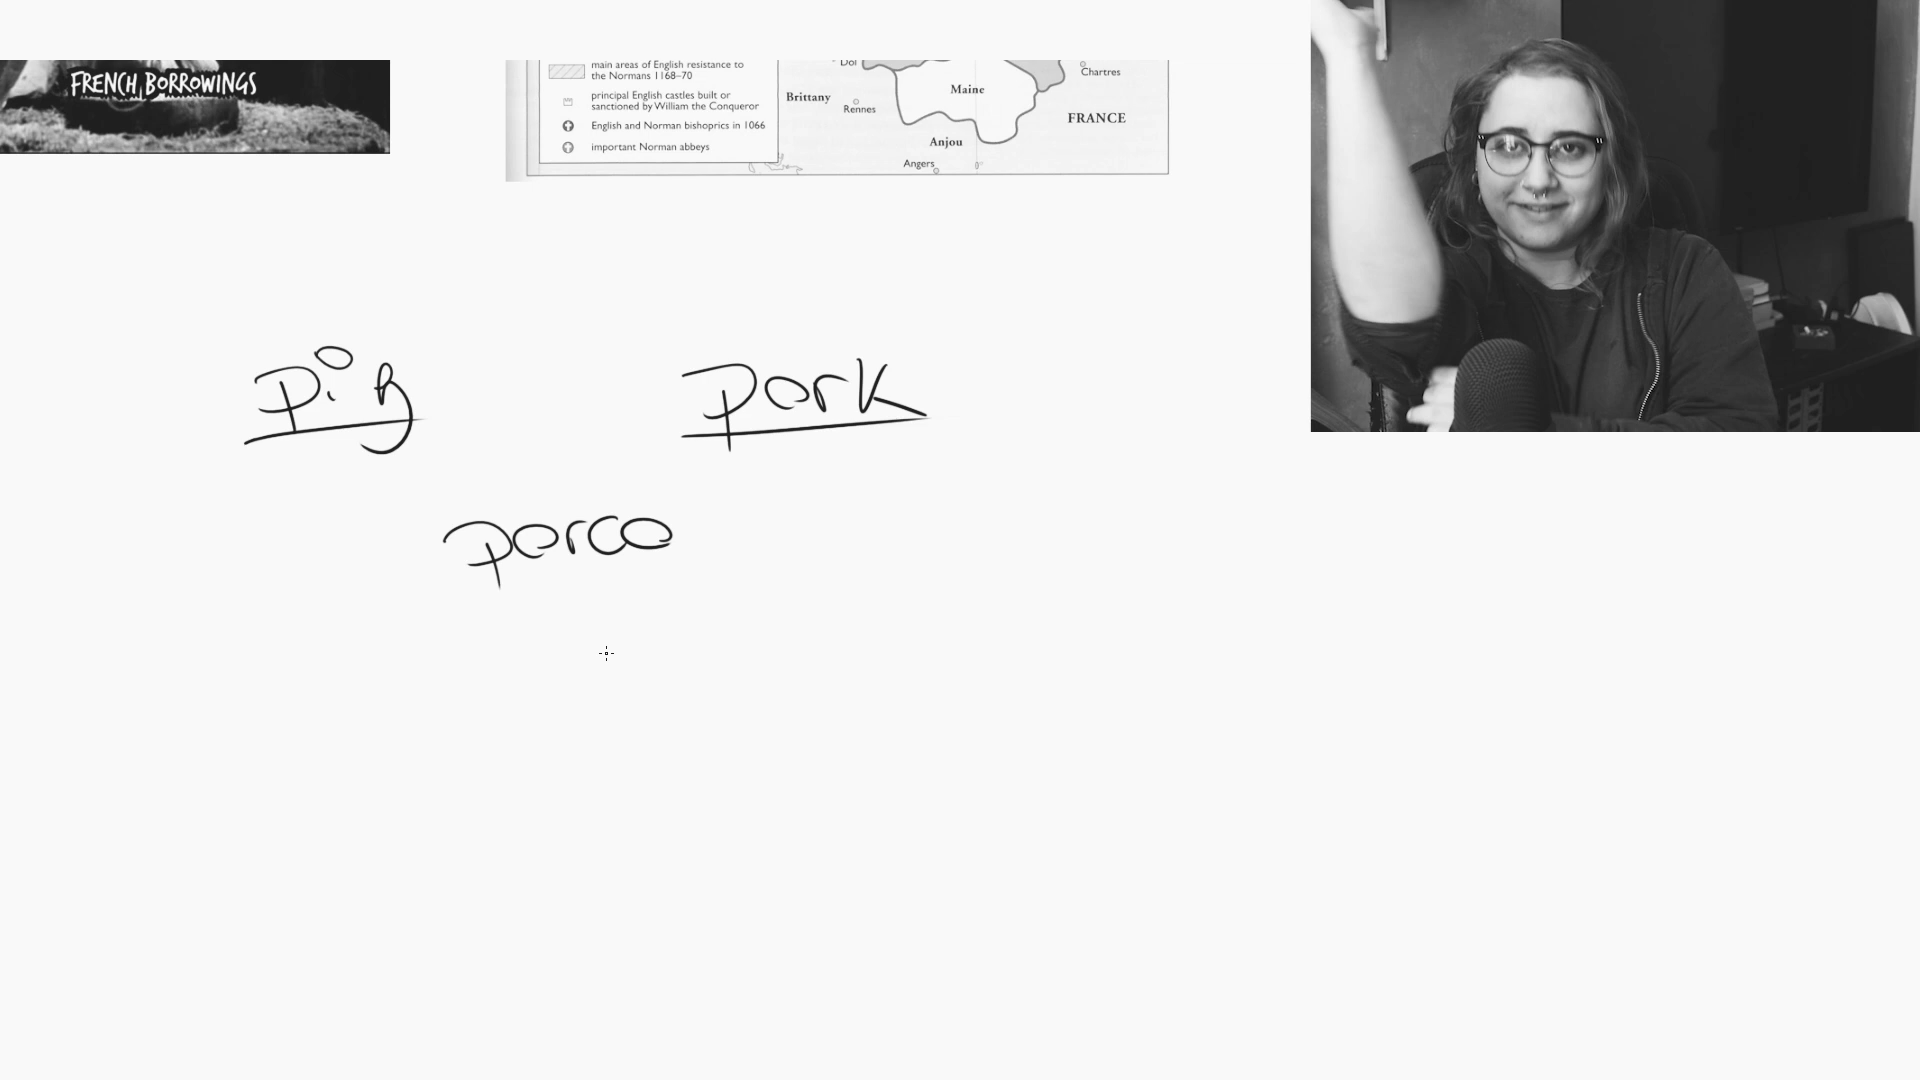 FRENCH BORROWINGS
main areas of English resistance to
the Normans 1168–70
principal English castles built or
sanctioned by William the Conqueror
English and Norman bishoprics in 1066
important Norman abbeys
Dol
Chartres
Maine
Brittany
Rennes
FRANCE
Anjou
Angers
0°
pig
pork
porco